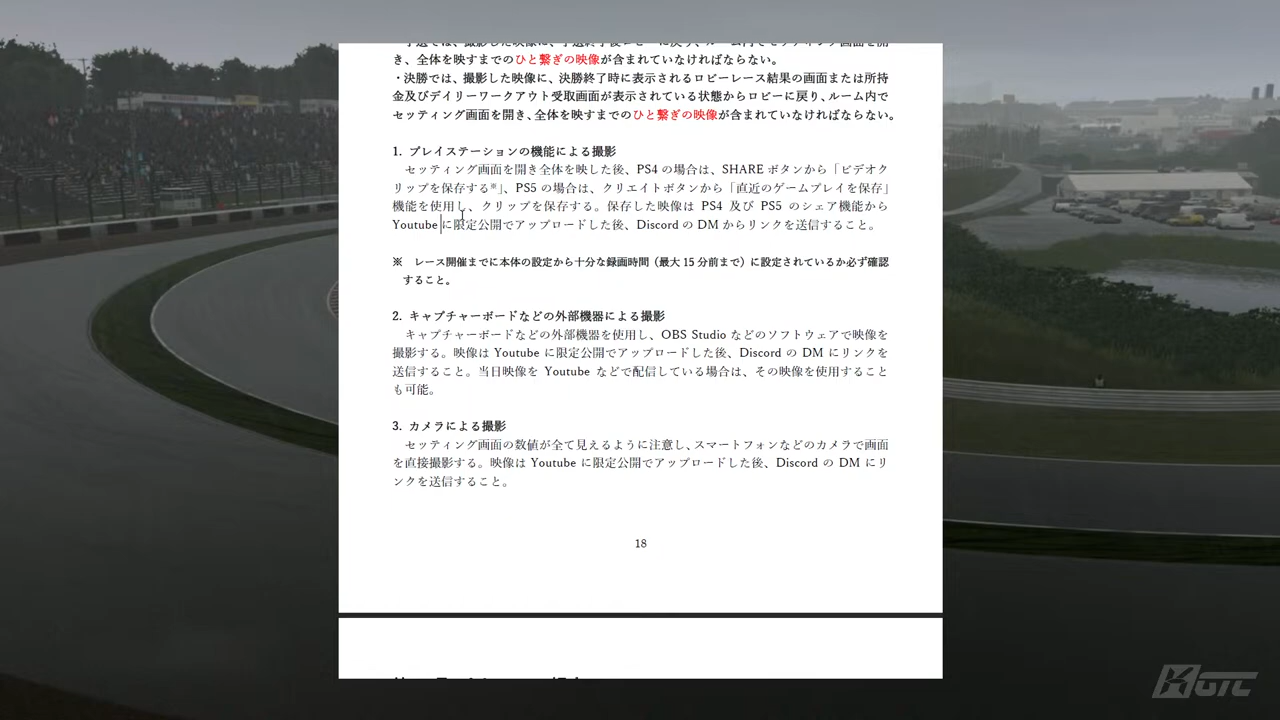 き、全体を映すまでのひと繋ぎの映像が含まれていなければならない。
・決勝では、撮影した映像に、決勝終了時に表示されるロビーレース結果の画面または所持
金及びデイリーワークアウト受取画面が表示されている状態からロビーに戻り、ルーム内で
セッティング画面を開き、全体を映すまでのひと繋ぎの映像が含まれていなければならない。
1. プレイステーションの機能による撮影
セッティング画面を開き全体を映した後、PS4 の場合は、SHARE ボタンから「ビデオク
リップを保存する※」、PS5 の場合は、クリエイトボタンから「直近のゲームプレイを保存」
機能を使用し、クリップを保存する。保存した映像は PS4 及び PS5 のシェア機能から
Youtube に限定公開でアップロードした後、Discord の DM からリンクを送信すること。
※ レース開催までに本体の設定から十分な録画時間（最大 15 分前まで）に設定されているか必ず確認
すること。
2. キャプチャーボードなどの外部機器による撮影
キャプチャーボードなどの外部機器を使用し、OBS Studio などのソフトウェアで映像を
撮影する。映像は Youtube に限定公開でアップロードした後、Discord の DM にリンクを
送信すること。当日映像を Youtube などで配信している場合は、その映像を使用すること
も可能。
3. カメラによる撮影
セッティング画面の数値が全て見えるように注意し、スマートフォンなどのカメラで画面
を直接撮影する。映像は Youtube に限定公開でアップロードした後、Discord の DM にリ
ンクを送信すること。
18